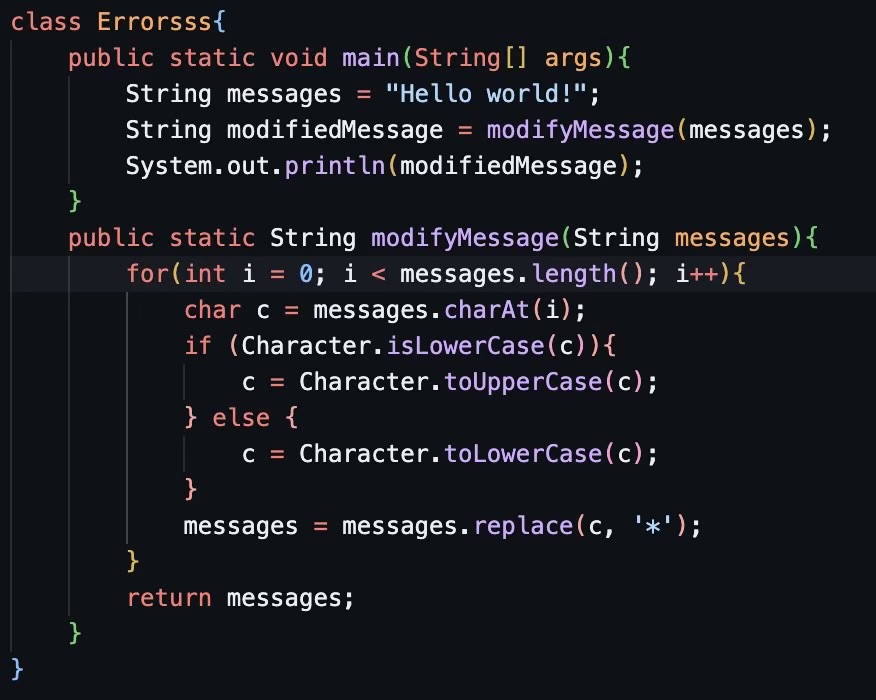 class Errorsss{
    public static void main(String[] args){
        String messages = "Hello world!";
        String modifiedMessage = modifyMessage(messages);
        System.out.println(modifiedMessage);
    }
    public static String modifyMessage(String messages){
        for(int i = 0; i < messages.length(); i++){
            char c = messages.charAt(i);
            if (Character.isLowerCase(c)){
                c = Character.toUpperCase(c);
            } else {
                c = Character.toLowerCase(c);
            }
            messages = messages.replace(c, '*');
        }
        return messages;
    }
}